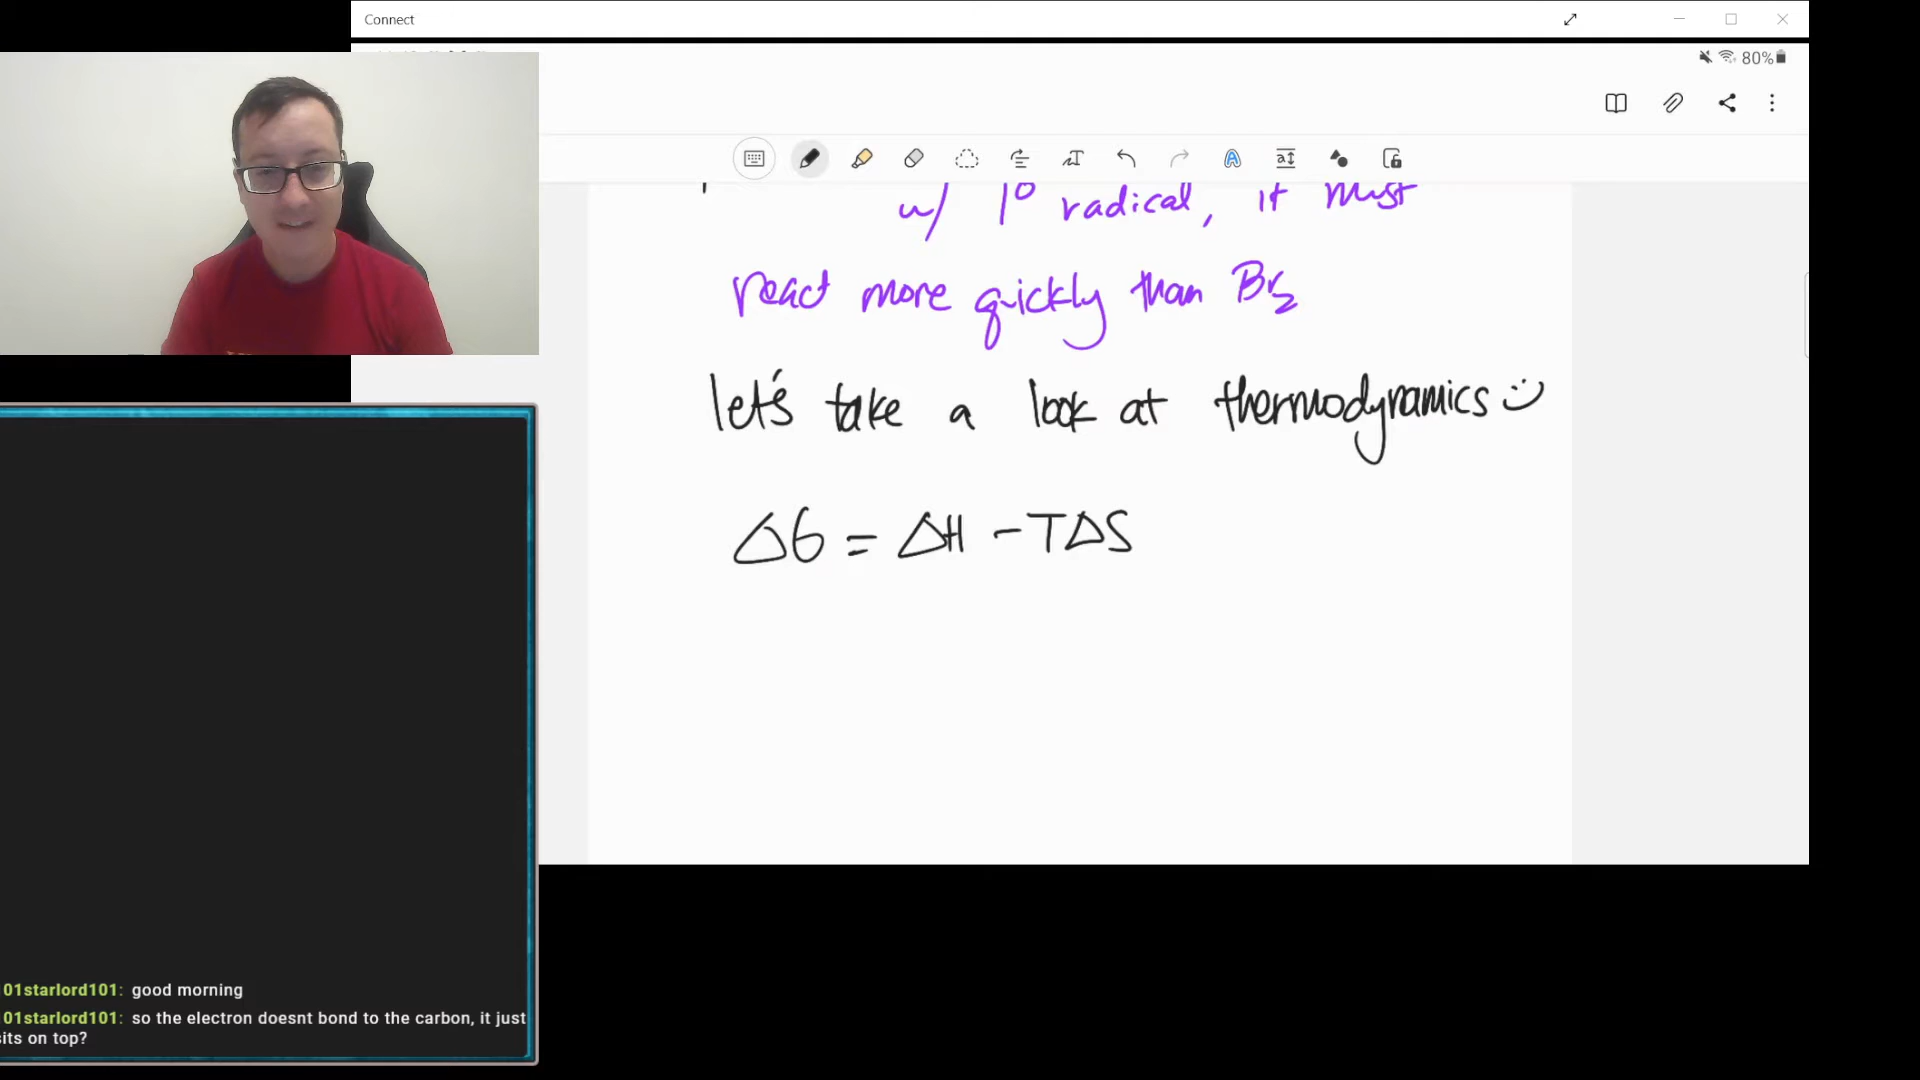 Connect
80%
w/ 1° radical, it must
react more quickly than Br₂
let's take a look at thermodynamics :)
ΔG = ΔH - TΔS
01starlord101: good morning
01starlord101: so the electron doesnt bond to the carbon, it just
sits on top?